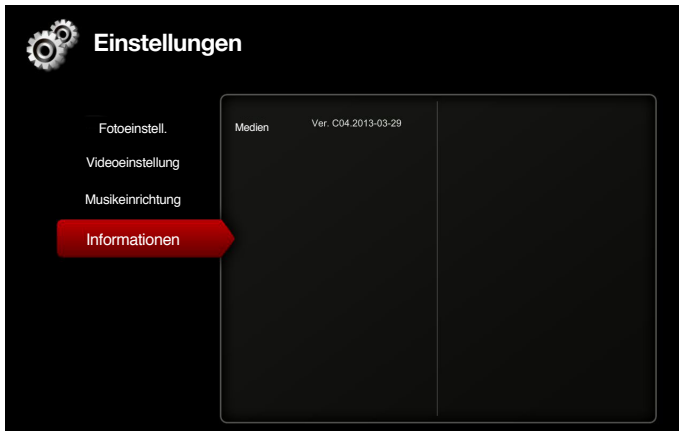 Einstellungen
Fotoeinstell.
Medien Ver. C04.2013-03-29
Videoeinstellung
Musikeinrichtung
Informationen